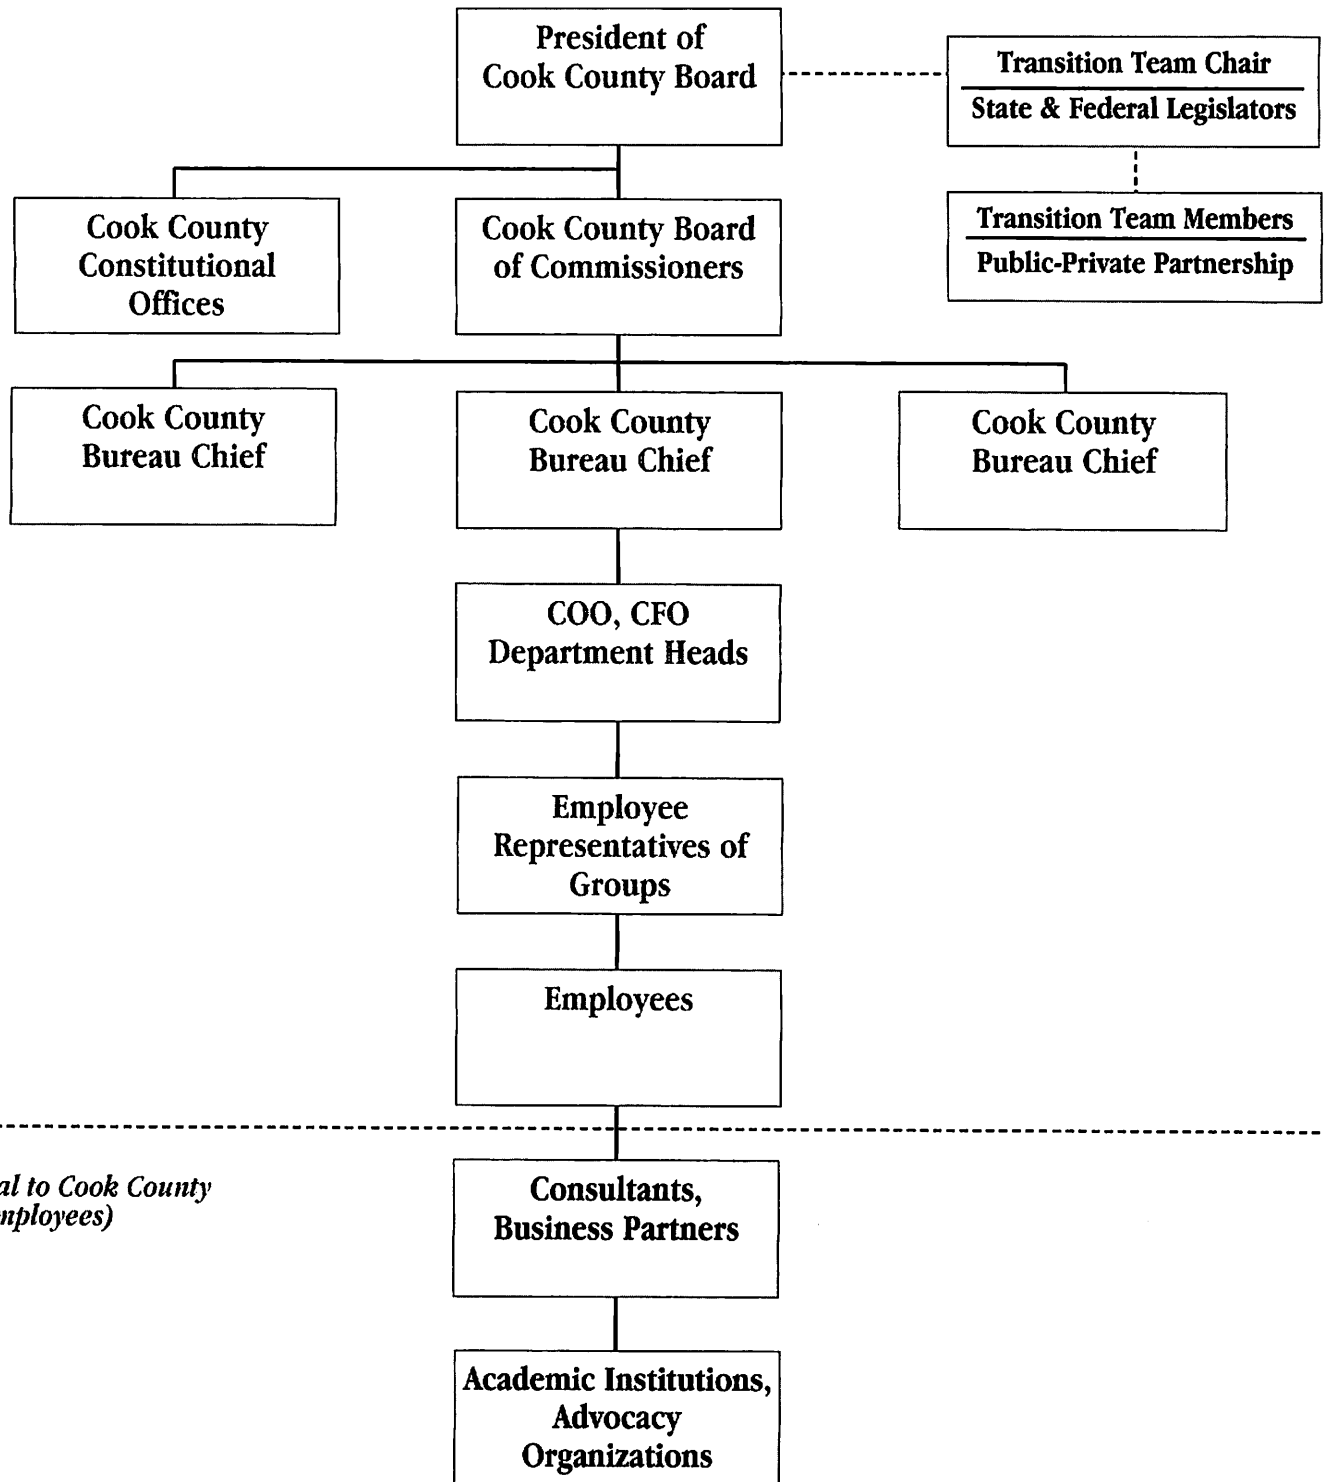 President of
Cook County Board
Transition Team Chair
State & Federal Legislators
Cook County
Constitutional
Offices
Cook County Board
of Commissioners
Transition Team Members
Public-Private Partnership
Cook County
Bureau Chief
Cook County
Bureau Chief
Cook County
Bureau Chief
COO, CFO
Department Heads
Employee
Representatives of
Groups
Employees
al to Cook County
nployees)
Consultants,
Business Partners
Academic Institutions,
Advocacy
Organizations